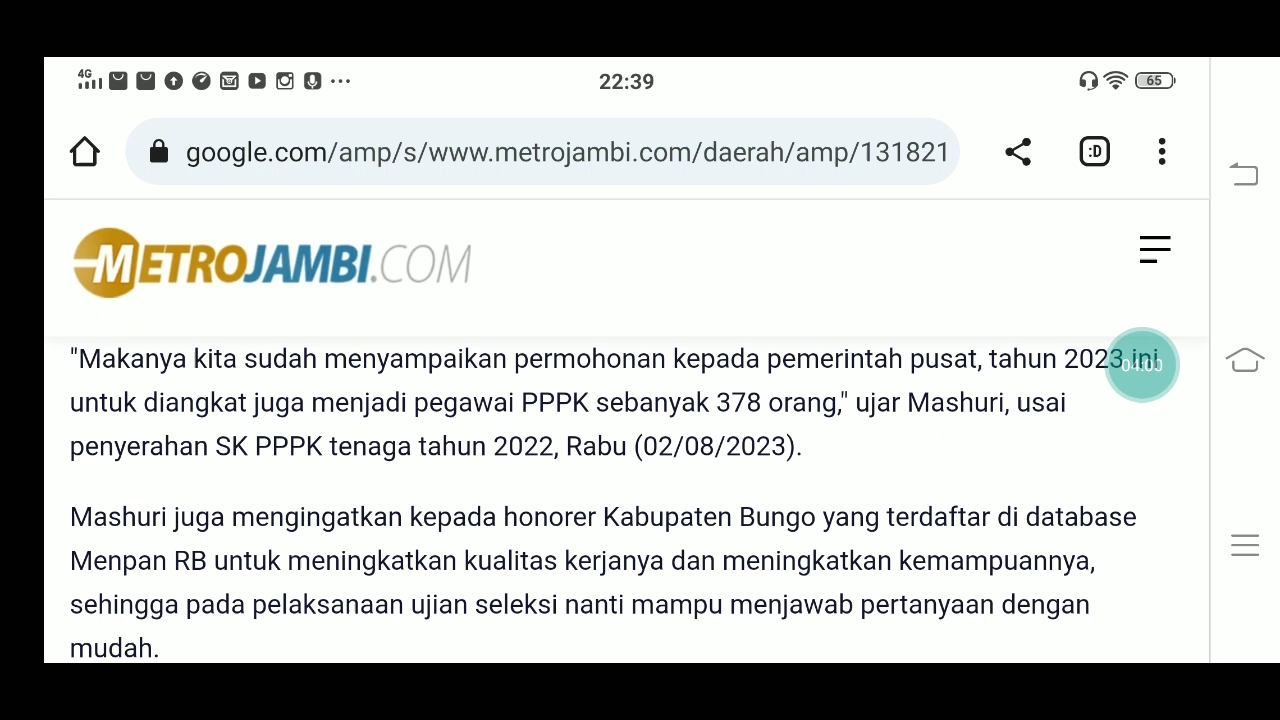 4G
22:39
65
google.com/amp/s/www.metrojambi.com/daerah/amp/131821
:D
METROJAMBI.COM
"Makanya kita sudah menyampaikan permohonan kepada pemerintah pusat, tahun 2023 ini
04:00
untuk diangkat juga menjadi pegawai PPPK sebanyak 378 orang," ujar Mashuri, usai
penyerahan SK PPPK tenaga tahun 2022, Rabu (02/08/2023).
Mashuri juga mengingatkan kepada honorer Kabupaten Bungo yang terdaftar di database
Menpan RB untuk meningkatkan kualitas kerjanya dan meningkatkan kemampuannya,
sehingga pada pelaksanaan ujian seleksi nanti mampu menjawab pertanyaan dengan
mudah.